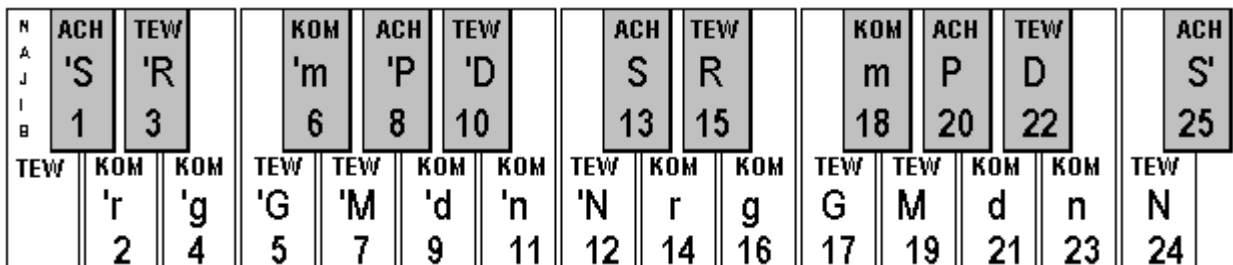 NAJIB
ACH TEW KOM ACH TEW ACH TEW KOM ACH TEW ACH
'S 'R 'm 'P 'D S R m P D S'
1 3 6 8 10 13 15 18 20 22 25
TEW KOM KOM TEW TEW KOM KOM TEW KOM KOM TEW TEW KOM KOM TEW
'r 'g 'G 'M 'd 'n 'N r g G M d n N
2 4 5 7 9 11 12 14 16 17 19 21 23 24